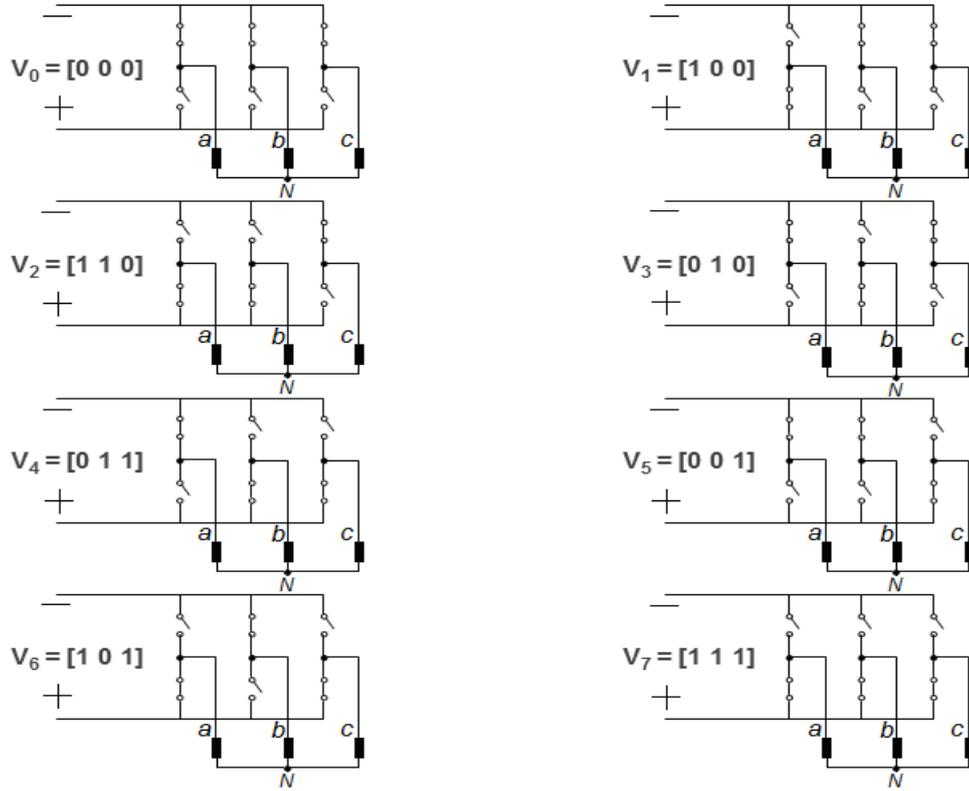 V₀ = [0 0 0]
a b c
N
V₁ = [1 0 0]
a b c
N
V₂ = [1 1 0]
a b c
N
V₃ = [0 1 0]
a b c
N
V₄ = [0 1 1]
a b c
N
V₅ = [0 0 1]
a b c
N
V₆ = [1 0 1]
a b c
N
V₇ = [1 1 1]
a b c
N